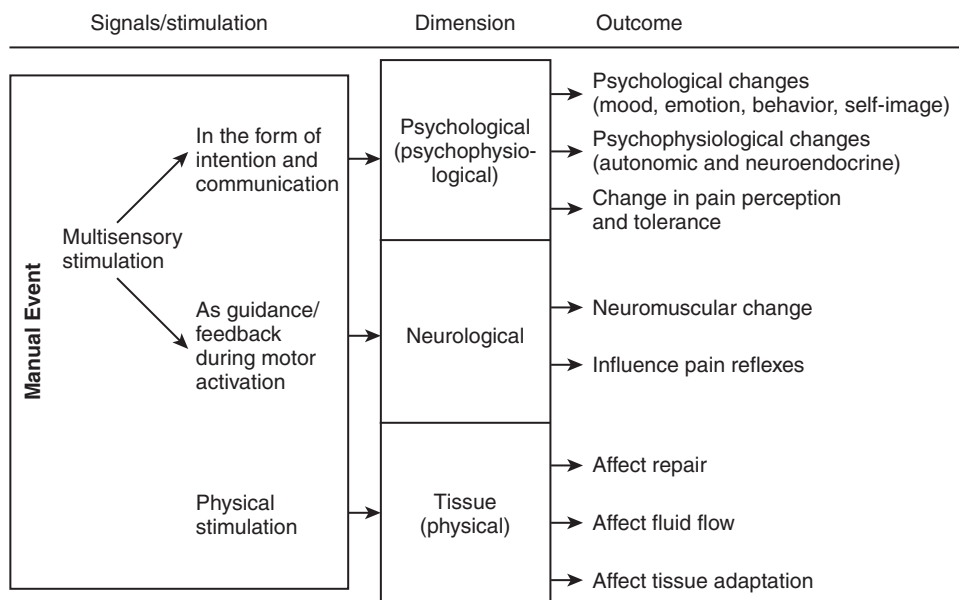 Signals/stimulation
Dimension
Outcome
Manual Event
Multisensory
stimulation
In the form of
intention and
communication
As guidance/
feedback
during motor
activation
Physical
stimulation
Psychological
(psychophysio-
logical)
Neurological
Tissue
(physical)
Psychological changes
(mood, emotion, behavior, self-image)
Psychophysiological changes
(autonomic and neuroendocrine)
Change in pain perception
and tolerance
Neuromuscular change
Influence pain reflexes
Affect repair
Affect fluid flow
Affect tissue adaptation